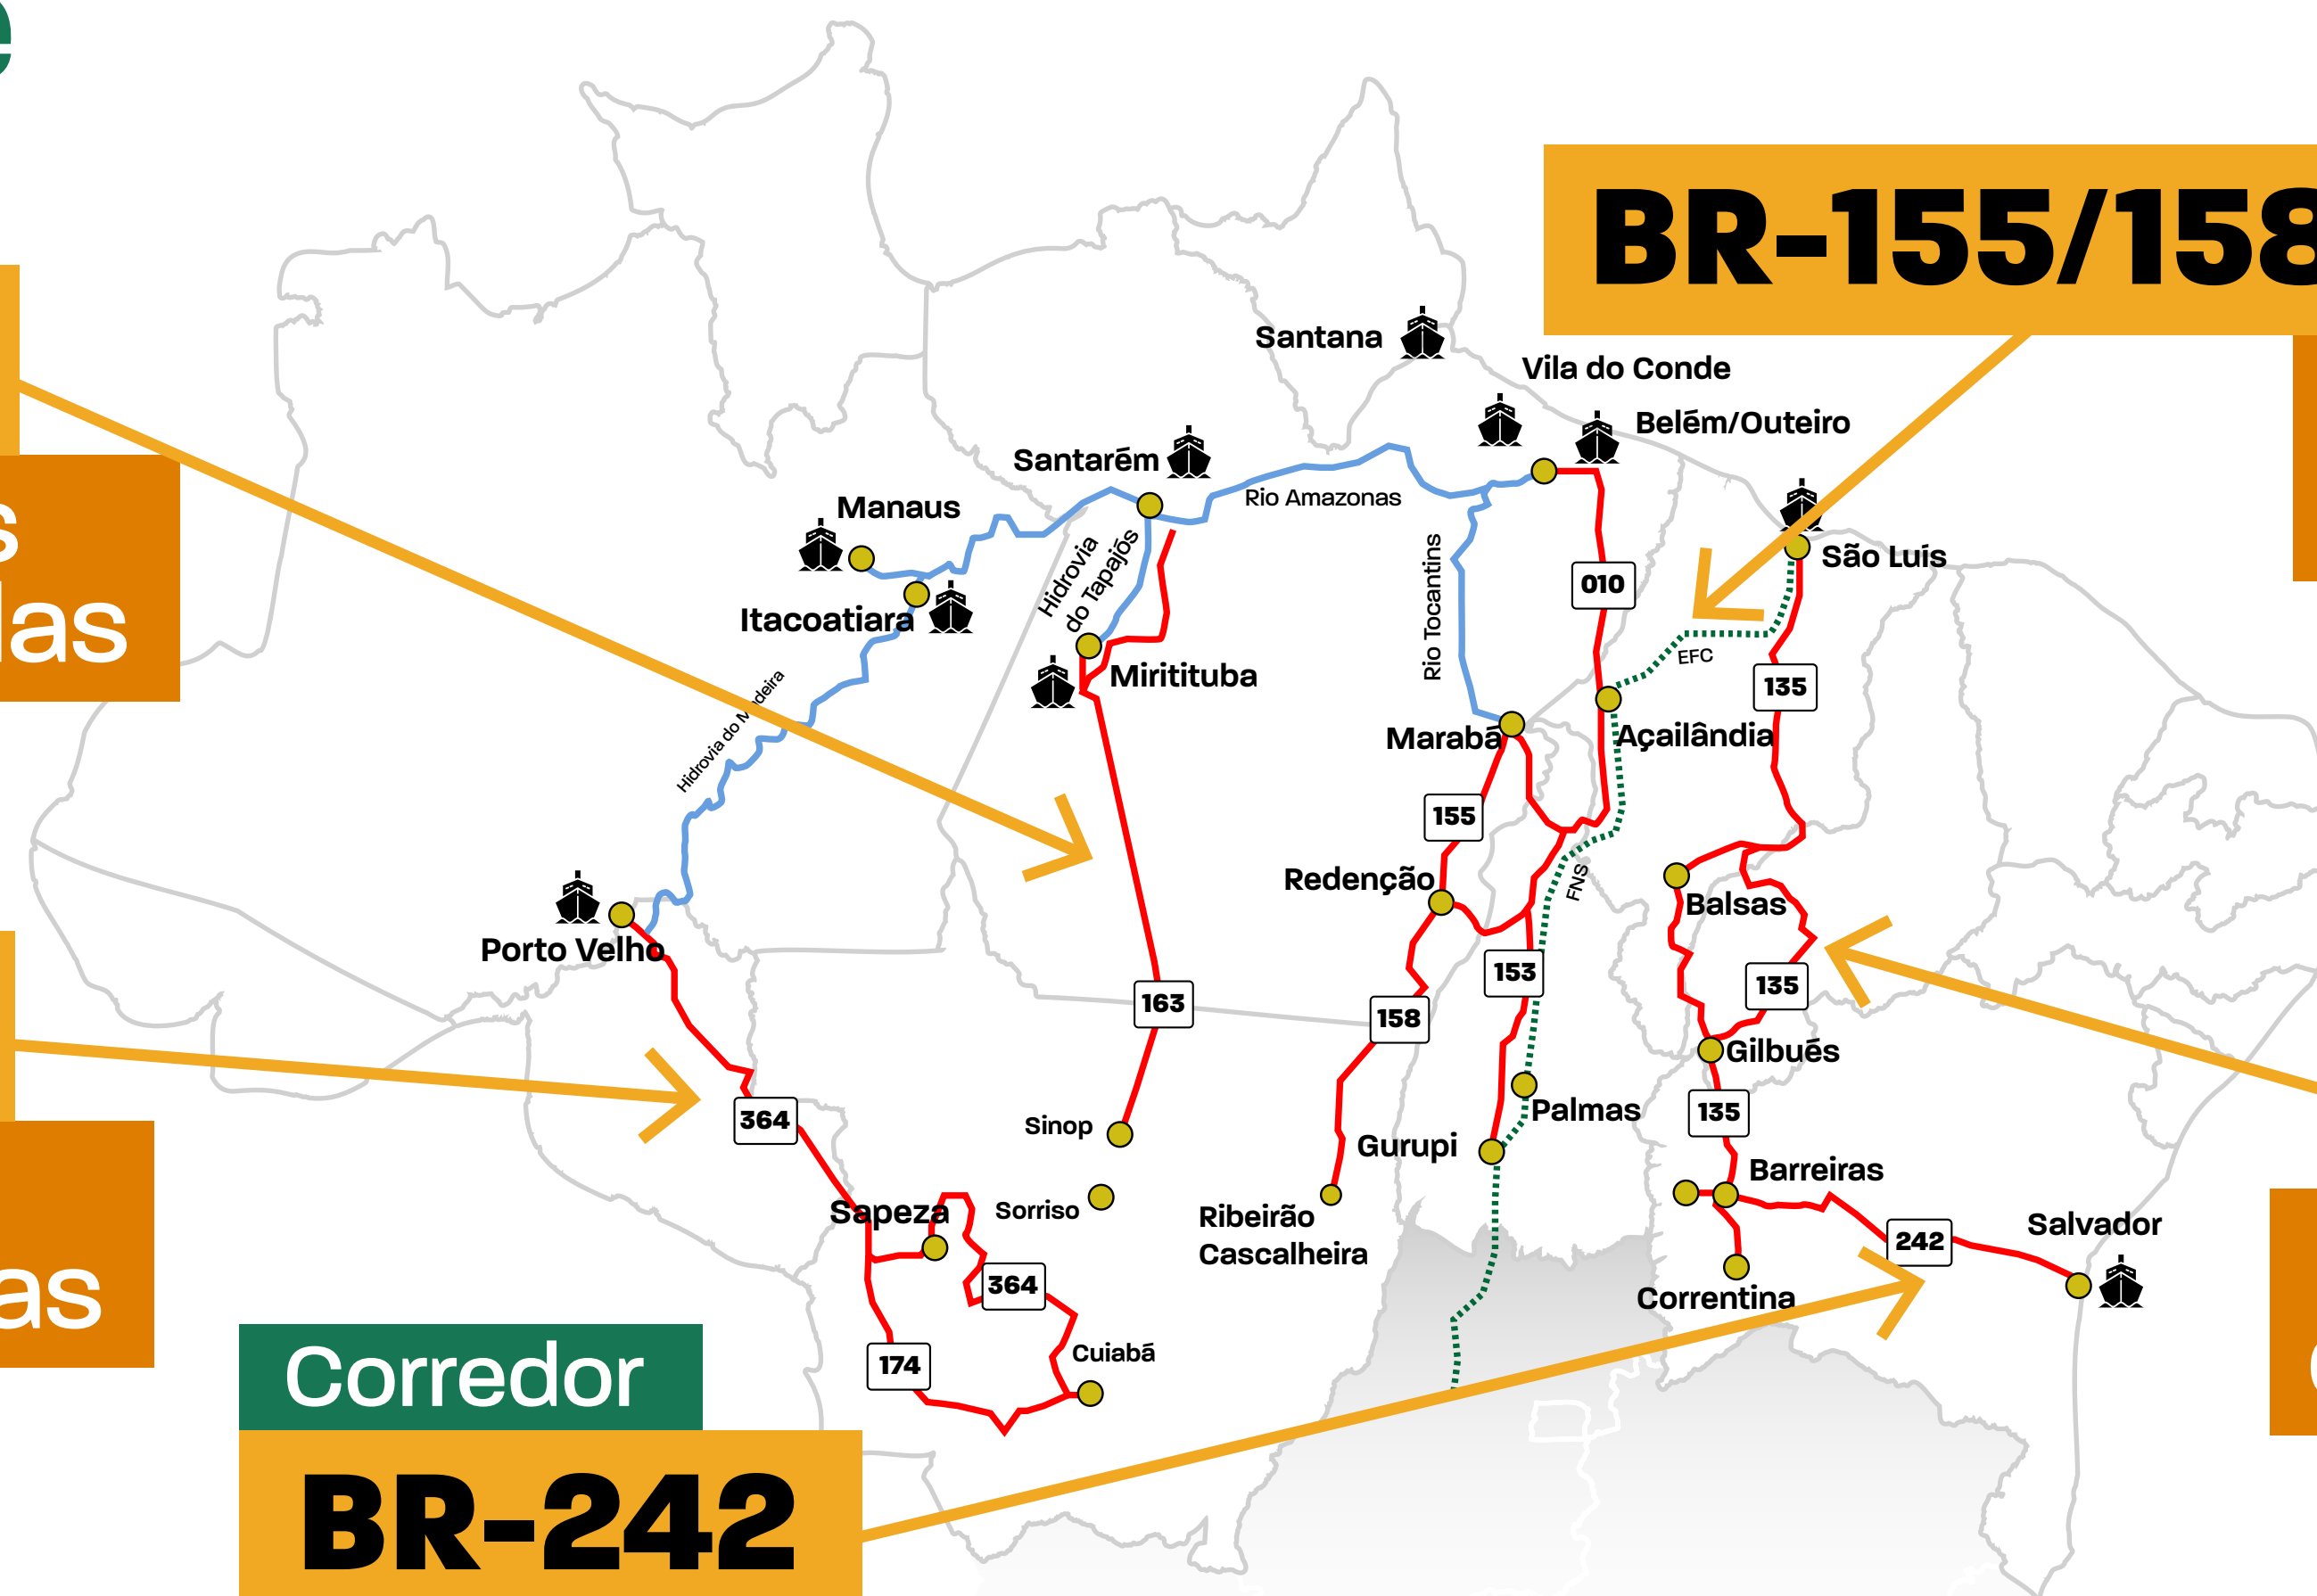 e
BR-155/158
Santana
Vila do Conde
Belém/Outeiro
Santarém
Rio Amazonas
Manaus
São Luís
s
las
Itacoatiara
Hidrovia
do Tapajós
Rio Tocantins
010
EFC
Miritituba
135
Hidrovia do Madeira
Marabá
Açailândia
155
Redenção
FNS
Balsas
Porto Velho
153
135
163
158
Gilbués
364
Sinop
Palmas
135
Gurupi
Barreiras
Sapeza
Sorriso
Ribeirão
Cascalheira
242
Salvador
as
364
Correntina
Corredor
174
Cuiabá
BR-242